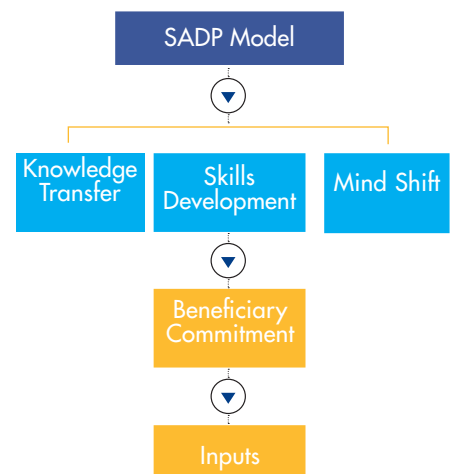 SADP Model
Knowledge
Transfer
Skills
Development
Mind Shift
Beneficiary
Commitment
Inputs